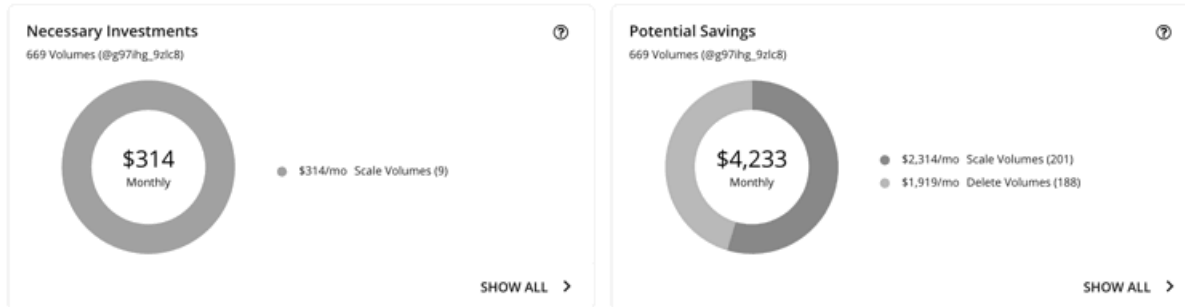 Necessary Investments
669 Volumes (@g97ihg_9zlc8)
$314
Monthly
$314/mo Scale Volumes (9)
SHOW ALL
Potential Savings
669 Volumes (@g97ihg_9zlc8)
$4,233
Monthly
$2,314/mo Scale Volumes (201)
$1,919/mo Delete Volumes (188)
SHOW ALL